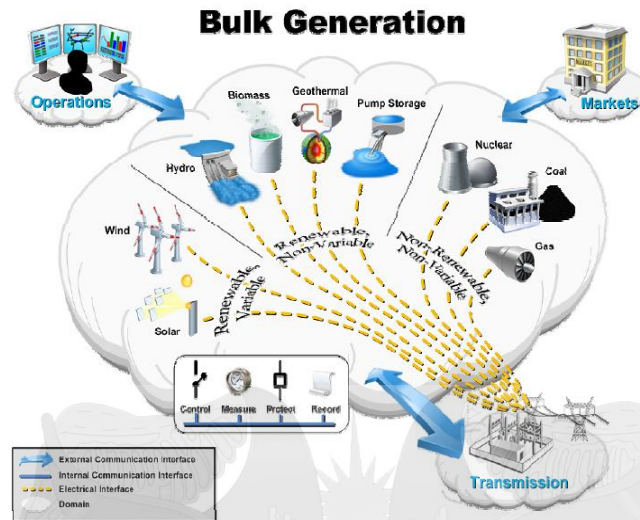 Bulk Generation
Operations
Markets
Biomass
Geothermal
Pump Storage
Nuclear
Hydro
Coal
Wind
Renewable,
Non-Variable
Non-Renewable,
Non-Variable
Gas
Renewable,
Variable
Solar
Control
Measure
Protect
Record
Transmission
External Communication Interface
Internal Communication Interface
Electrical Interface
Domain